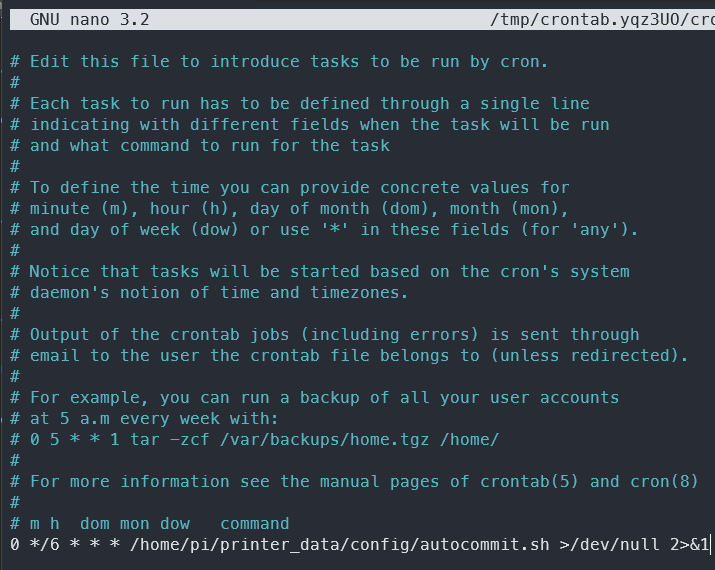 GNU nano 3.2 /tmp/crontab.yqz3UO/cro
# Edit this file to introduce tasks to be run by cron.
#
# Each task to run has to be defined through a single line
# indicating with different fields when the task will be run
# and what command to run for the task
#
# To define the time you can provide concrete values for
# minute (m), hour (h), day of month (dom), month (mon),
# and day of week (dow) or use '*' in these fields (for 'any').
#
# Notice that tasks will be started based on the cron's system
# daemon's notion of time and timezones.
#
# Output of the crontab jobs (including errors) is sent through
# email to the user the crontab file belongs to (unless redirected).
#
# For example, you can run a backup of all your user accounts
# at 5 a.m every week with:
# 0 5 * * 1 tar -zcf /var/backups/home.tgz /home/
#
# For more information see the manual pages of crontab(5) and cron(8)
#
# m h  dom mon dow   command
0 */6 * * * /home/pi/printer_data/config/autocommit.sh >/dev/null 2>&1